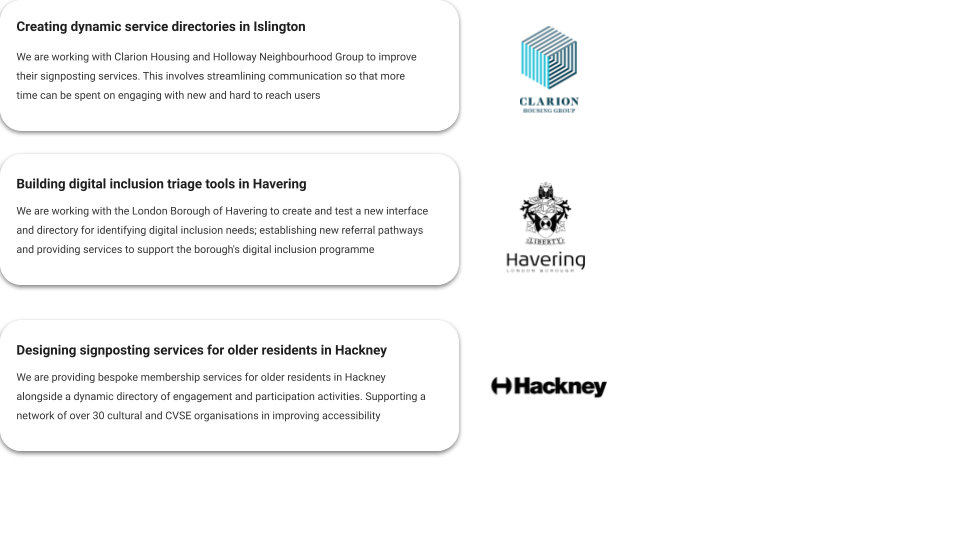 Creating dynamic service directories in Islington
We are working with Clarion Housing and Holloway Neighbourhood Group to improve
their signposting services. This involves streamlining communication so that more
time can be spent on engaging with new and hard to reach users
CLARION
HOUSING GROUP
Building digital inclusion triage tools in Havering
We are working with the London Borough of Havering to create and test a new interface
and directory for identifying digital inclusion needs; establishing new referral pathways
and providing services to support the borough's digital inclusion programme
LIBERTY
Havering
LONDON BOROUGH
Designing signposting services for older residents in Hackney
We are providing bespoke membership services for older residents in Hackney
alongside a dynamic directory of engagement and participation activities. Supporting a
network of over 30 cultural and CVSE organisations in improving accessibility
Hackney